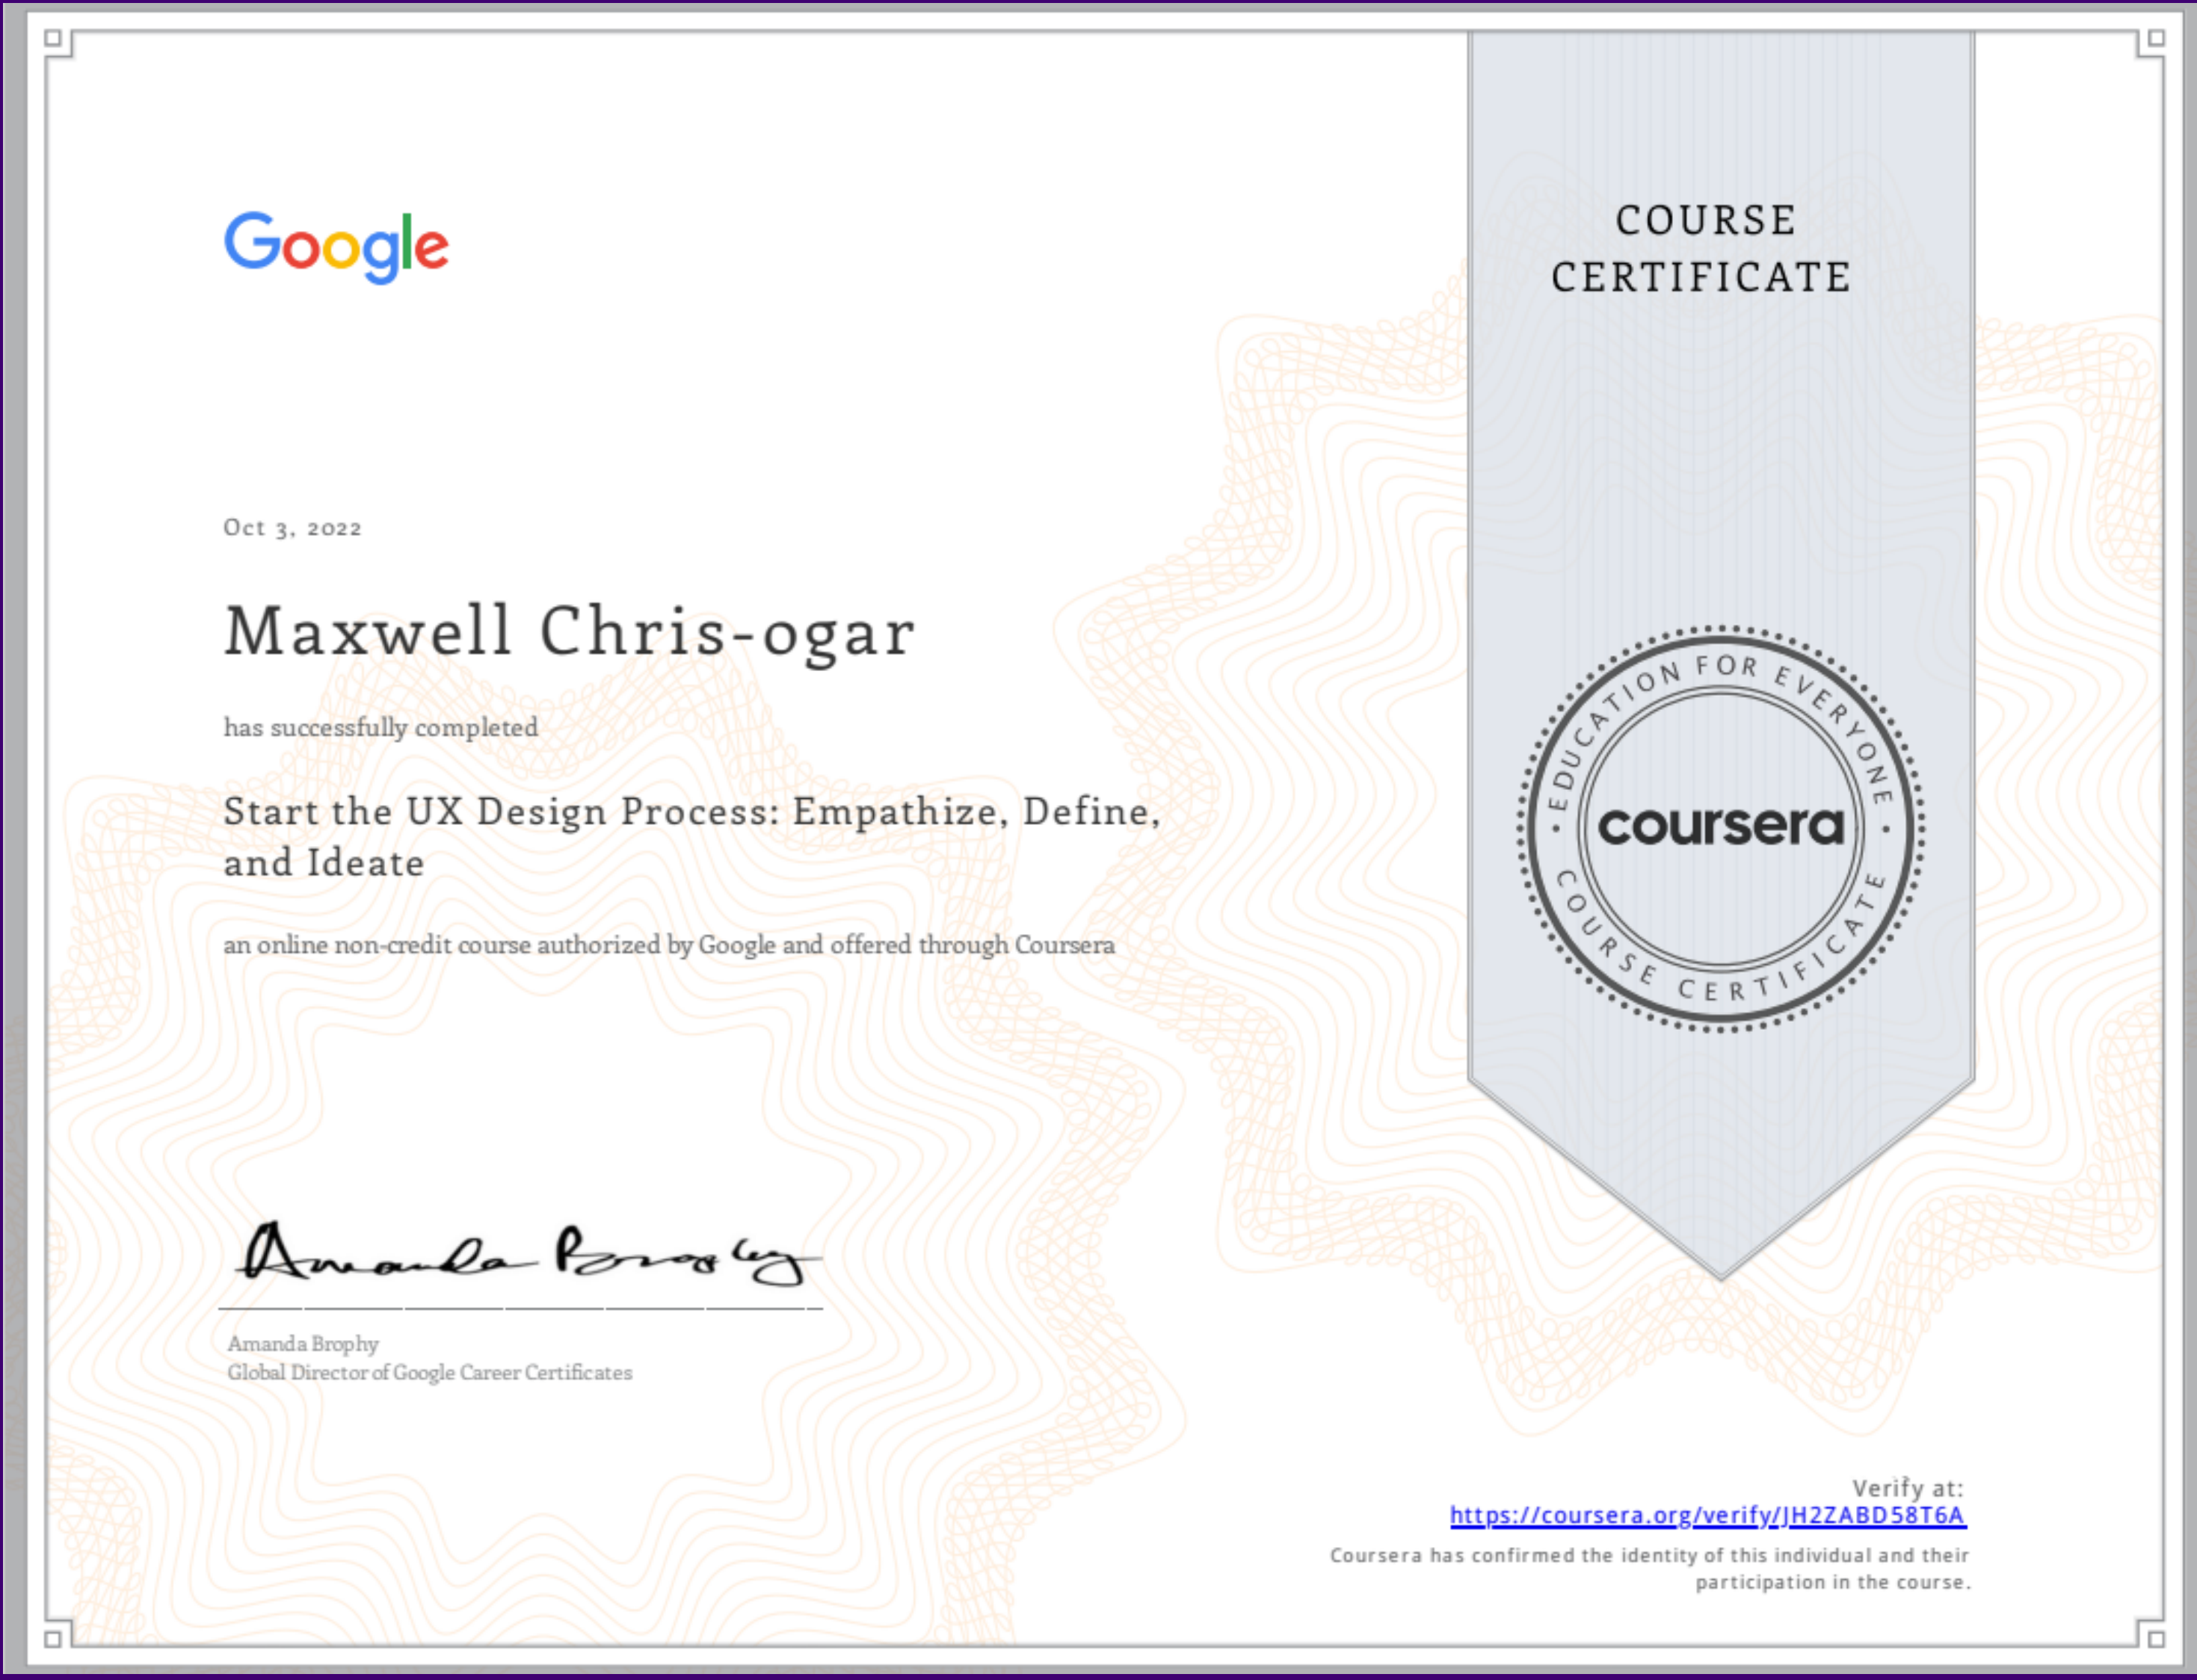 Google
COURSE
CERTIFICATE
Oct 3, 2022
Maxwell Chris-ogar
has successfully completed
Start the UX Design Process: Empathize, Define,
and Ideate
an online non-credit course authorized by Google and offered through Coursera
EDUCATION FOR EVERYONE
coursera
COURSE CERTIFICATE
Amanda Brophy
Amanda Brophy
Global Director of Google Career Certificates
Verify at:
https://coursera.org/verify/JH2ZABD58T6A
Coursera has confirmed the identity of this individual and their
participation in the course.